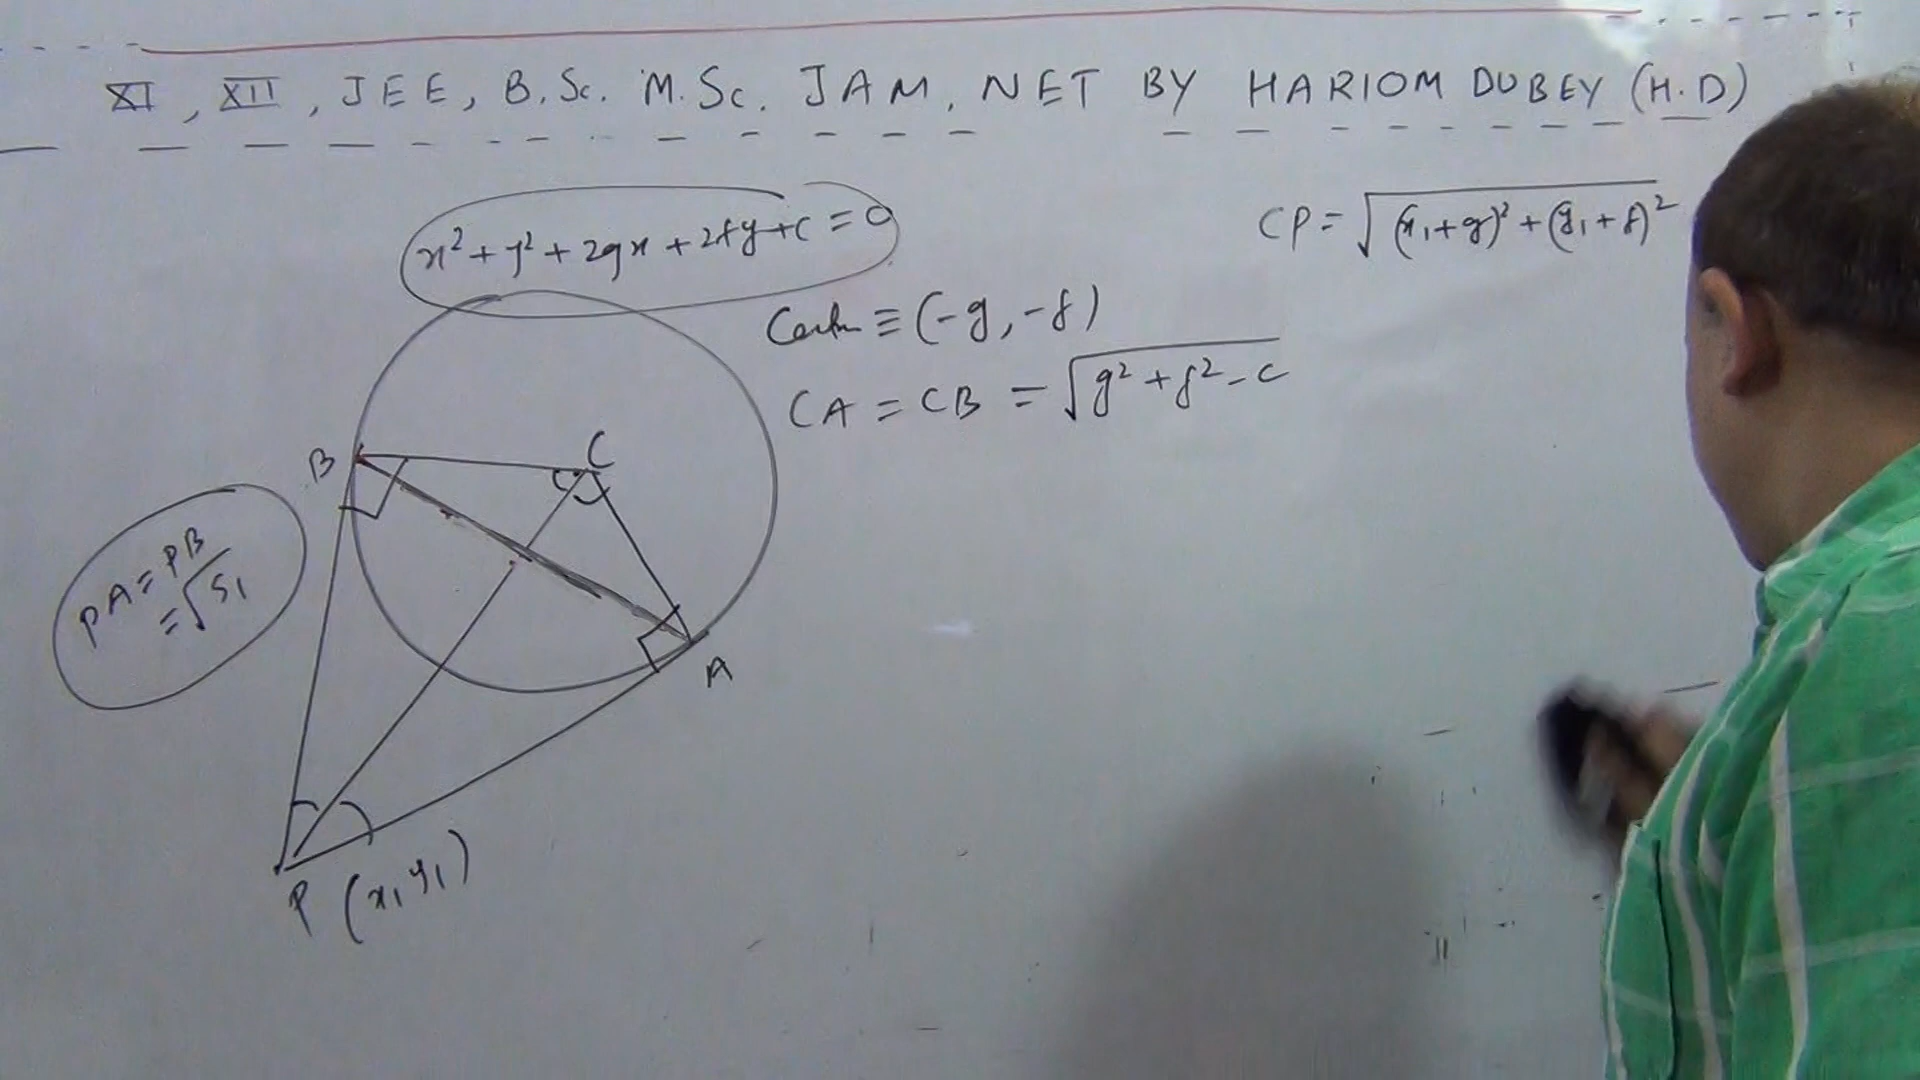 XI, XII, JEE, B.Sc. M.Sc. JAM, NET BY HARIOM DUBEY (H.D)
x² + y² + 2gx + 2fy + c = 0
CP = √(x₁+g)² + (y₁+f)²
≡ (-g, -f)
CA = CB = √g² + f² - c
B
C
PA = PB
= √S₁
A
P (x₁ y₁)